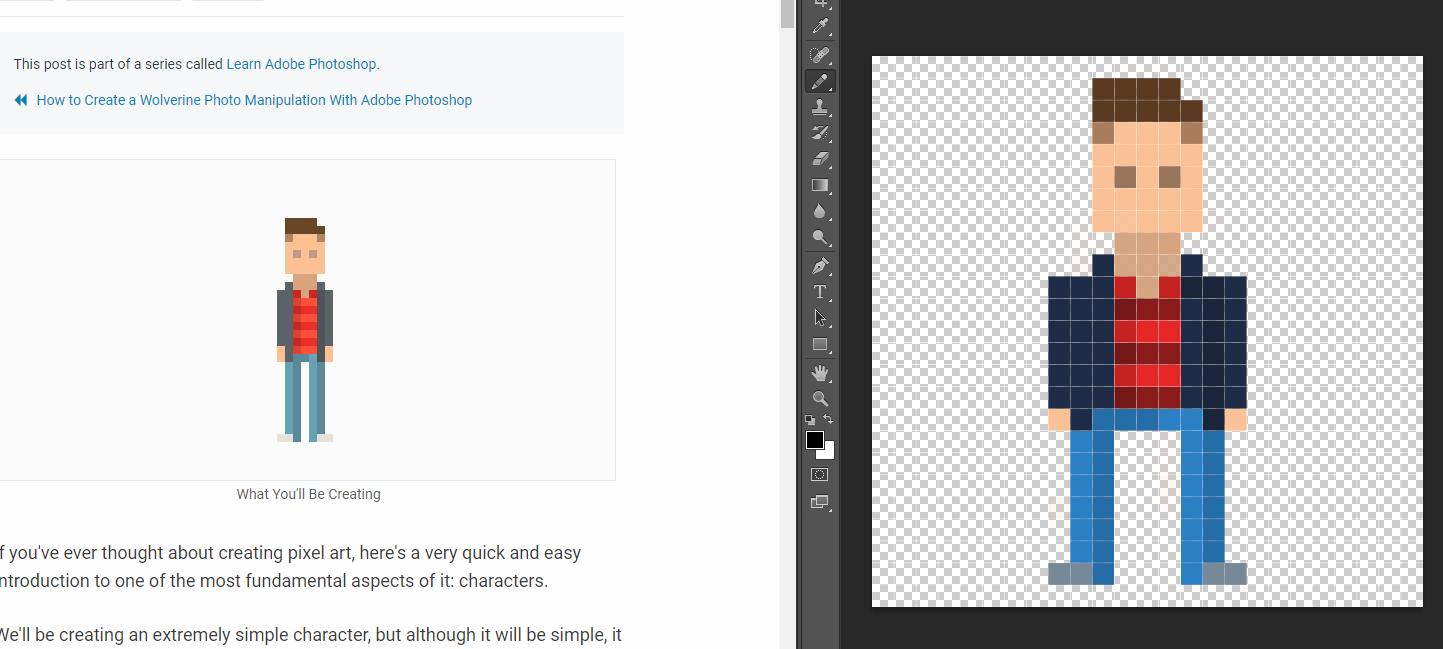 This post is part of a series called Learn Adobe Photoshop.
How to Create a Wolverine Photo Manipulation With Adobe Photoshop
What You'll Be Creating
f you've ever thought about creating pixel art, here's a very quick and easy
ntroduction to one of the most fundamental aspects of it: characters.
We'll be creating an extremely simple character, but although it will be simple, it